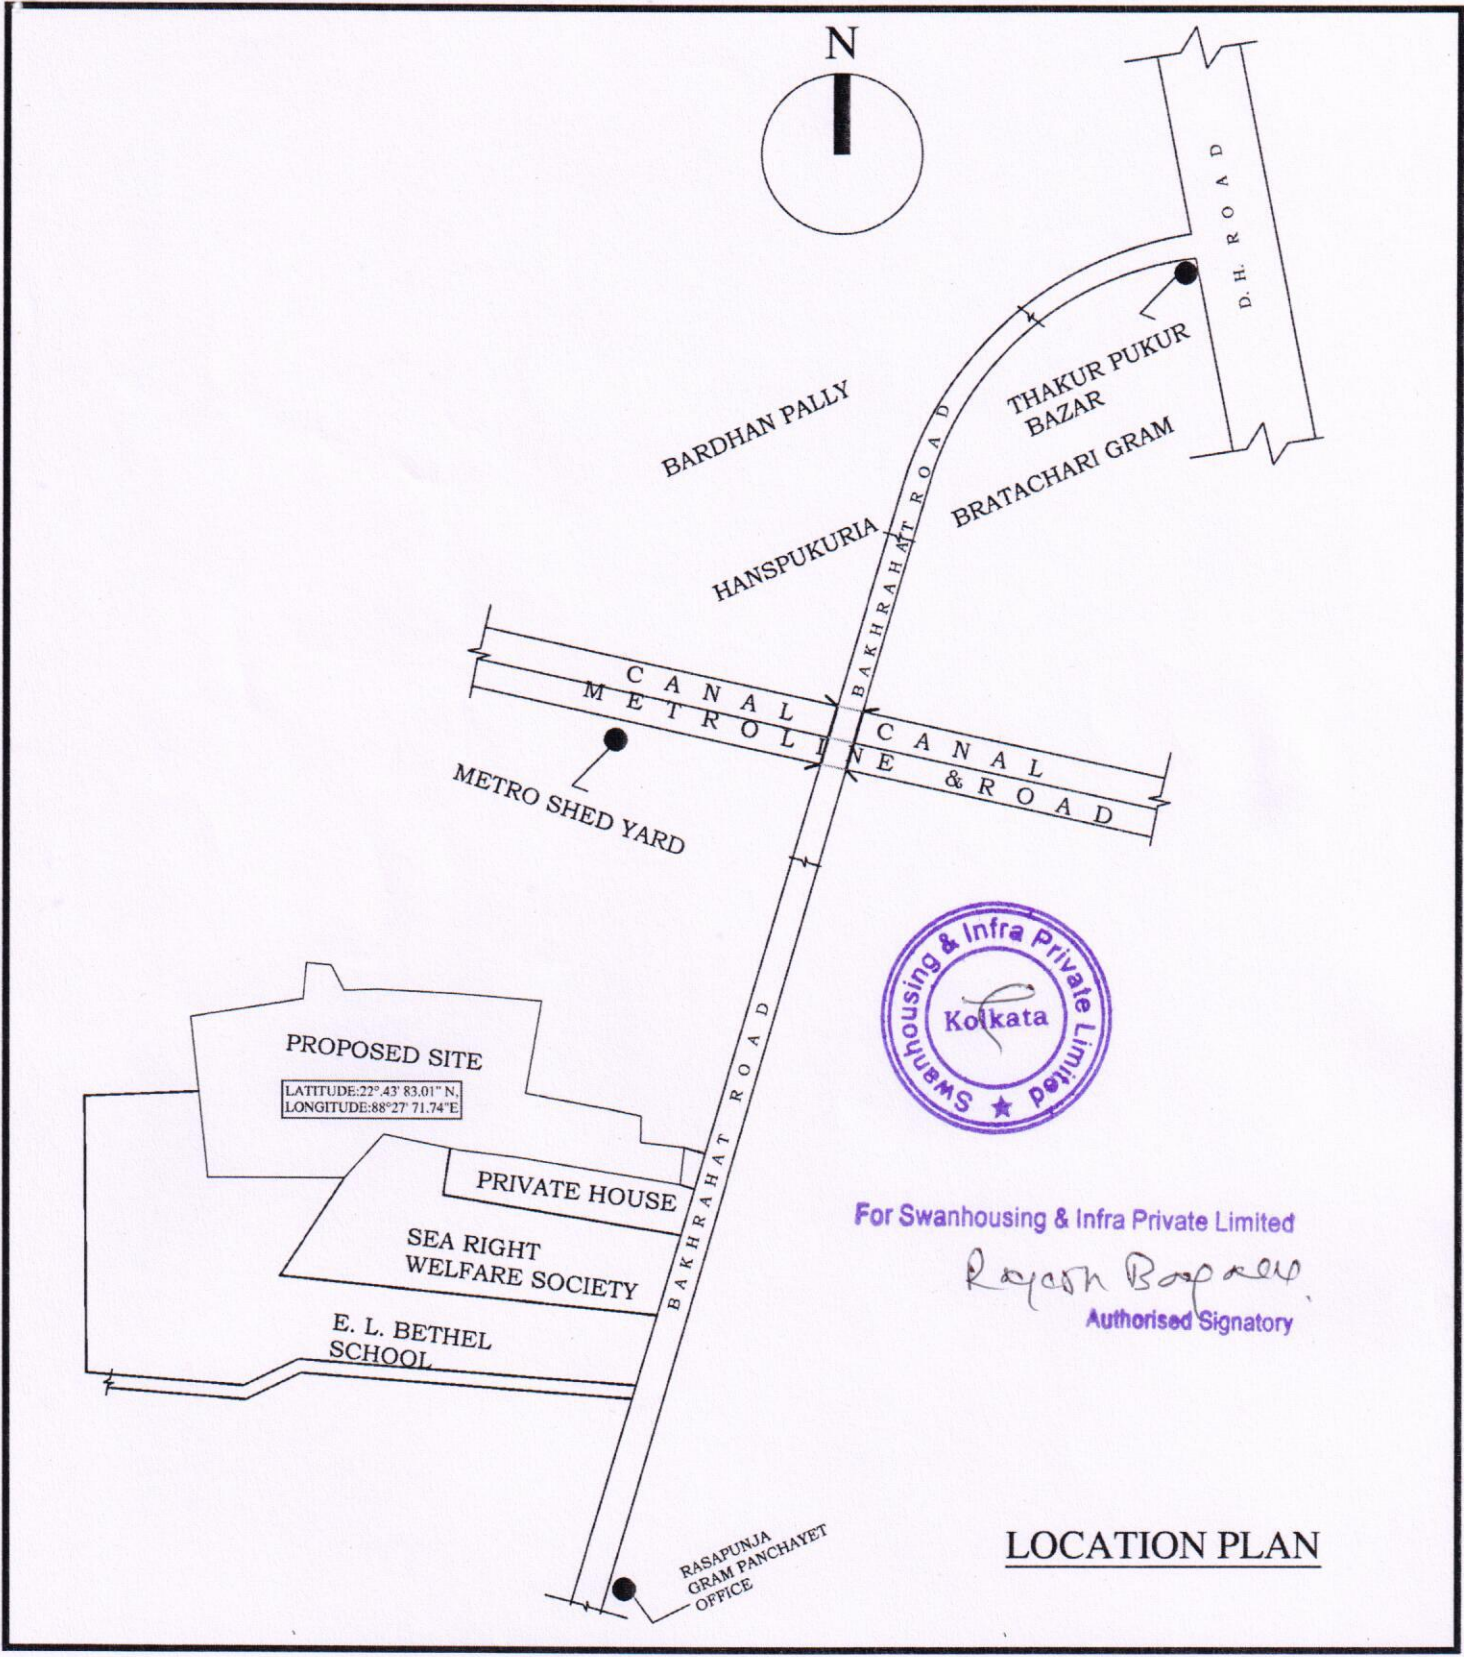 N
D. H. ROAD
THAKUR PUKUR
BAZAR
BARDHAN PALLY
BRATACHARI GRAM
HANSPUKURIA
BAKHRAHAT ROAD
CANAL
CANAL
METROLINE & ROAD
METRO SHED YARD
Swanhousing & Infra Private Limited ★
Kolkata
PROPOSED SITE
LATITUDE:22°.43' 83.01" N,
LONGITUDE:88°27' 71.74"E
BAKHRAHAT ROAD
PRIVATE HOUSE
SEA RIGHT
WELFARE SOCIETY
E. L. BETHEL
SCHOOL
For Swanhousing & Infra Private Limited
Authorised Signatory
RASAPUNJA
GRAM PANCHAYET
OFFICE
LOCATION PLAN